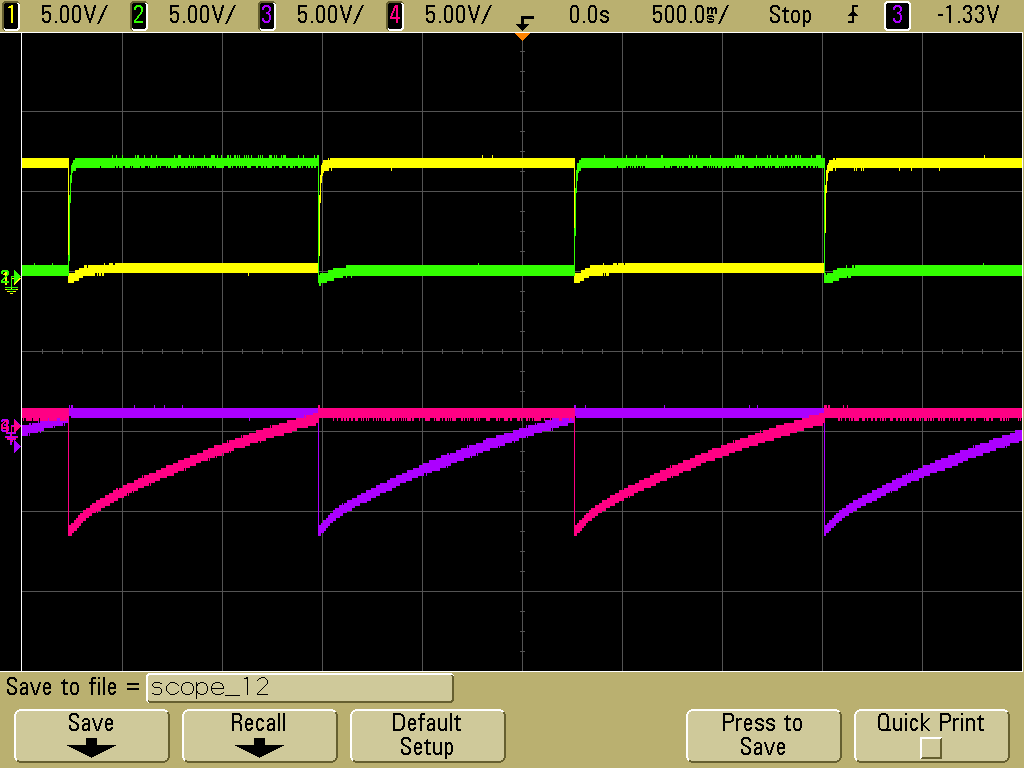 1 5.00V/ 2 5.00V/ 3 5.00V/ 4 5.00V/ 0.0s 500.0ms/ Stop 3 -1.33V
Save to file = scope_12
Save Recall Default Setup Press to Save Quick Print